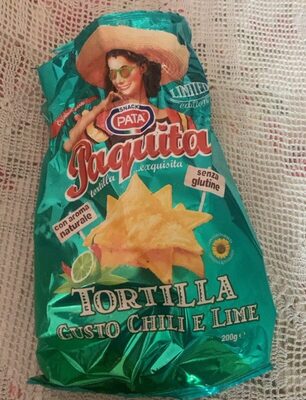 LIMITED
edition
SNACK
PATA
Paquita
tortilla exquisita
con aroma
naturale
senza
glutine
TORTILLA
GUSTO CHILI E LIME
200g e